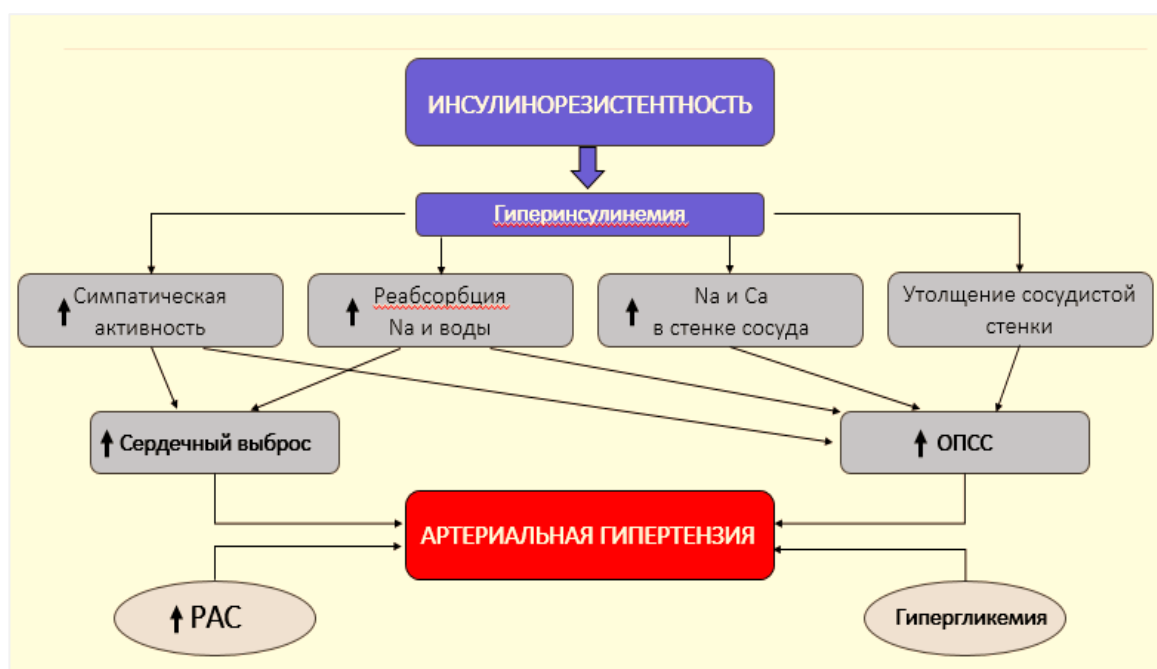 ИНСУЛИНОРЕЗИСТЕНТНОСТЬ
Гиперинсулинемия
Симпатическая
активность
Реабсорбция
Na и воды
Na и Ca
в стенке сосуда
Утолщение сосудистой
стенки
Сердечный выброс
ОПСС
АРТЕРИАЛЬНАЯ ГИПЕРТЕНЗИЯ
РАС
Гипергликемия